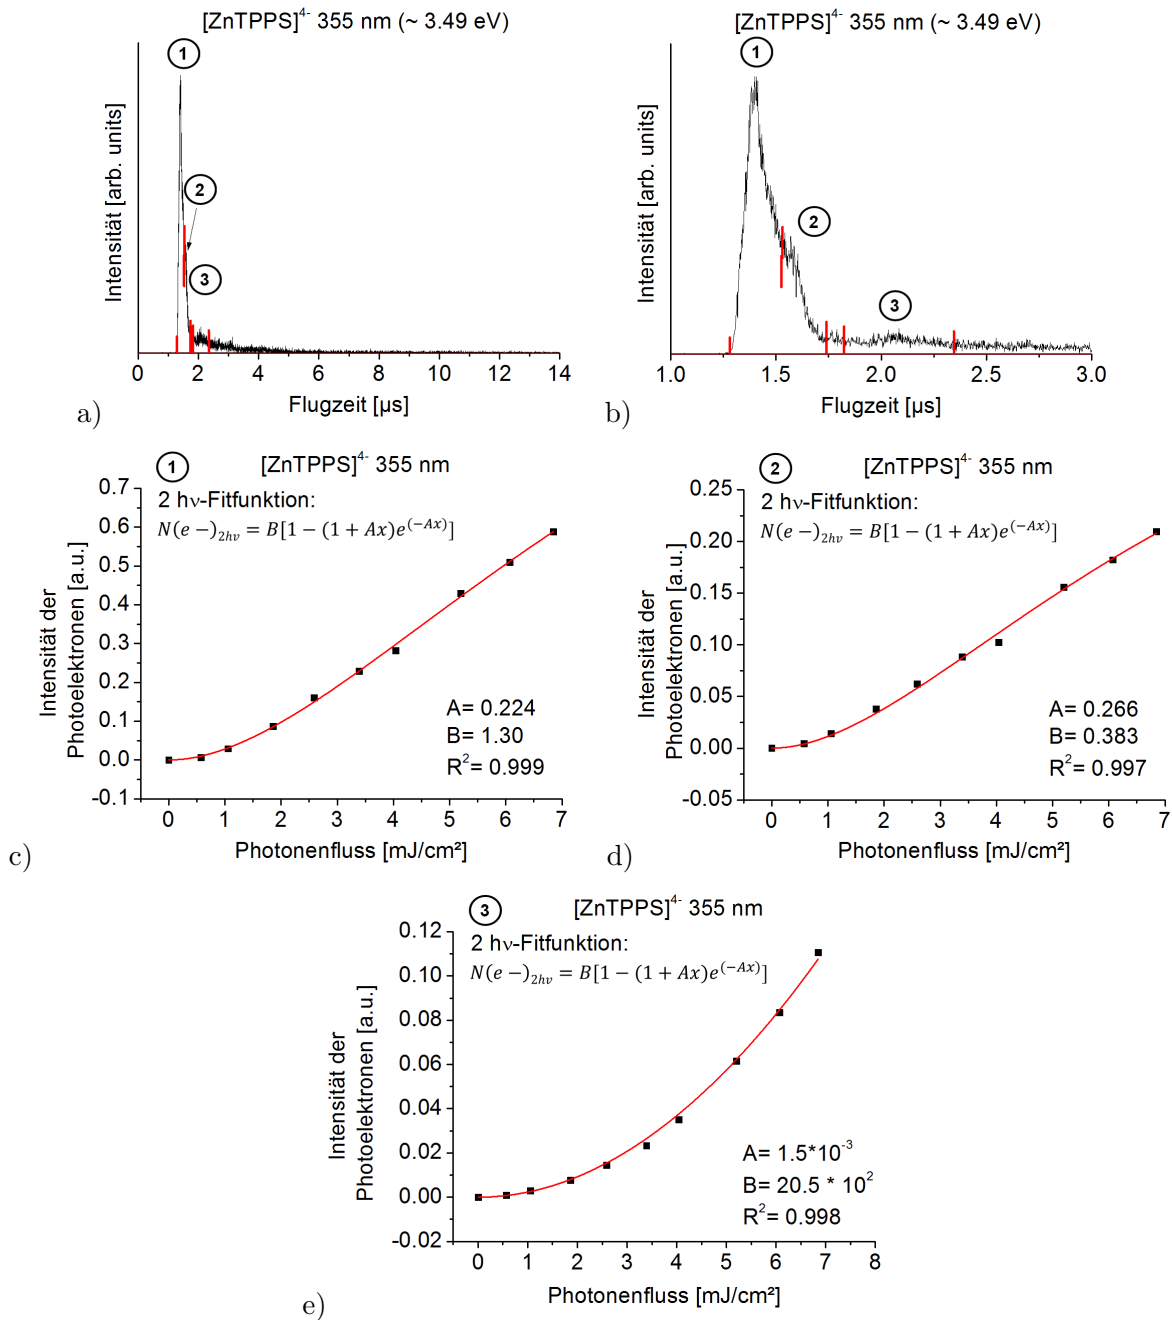 [ZnTPPS]⁴⁻ 355 nm (~ 3.49 eV)
1
2
3
Intensität [arb. units]
0 2 4 6 8 10 12 14
Flugzeit [µs]
a)
[ZnTPPS]⁴⁻ 355 nm (~ 3.49 eV)
1
2
3
Intensität [arb. units]
1.0 1.5 2.0 2.5 3.0
Flugzeit [µs]
b)
1
[ZnTPPS]⁴⁻ 355 nm
2 hν-Fitfunktion:
N(e −)₂ₕᵥ = B[1 − (1 + Ax)e^(−Ax)]
0.7
0.6
0.5
0.4
0.3
0.2
0.1
0.0
-0.1
Intensität der
Photoelektronen [a.u.]
A= 0.224
B= 1.30
R²= 0.999
0 1 2 3 4 5 6 7
Photonenfluss [mJ/cm²]
c)
2
[ZnTPPS]⁴⁻ 355 nm
2 hν-Fitfunktion:
N(e −)₂ₕᵥ = B[1 − (1 + Ax)e^(−Ax)]
0.25
0.20
0.15
0.10
0.05
0.00
-0.05
Intensität der
Photoelektronen [a.u.]
A= 0.266
B= 0.383
R²= 0.997
0 1 2 3 4 5 6 7
Photonenfluss [mJ/cm²]
d)
3
[ZnTPPS]⁴⁻ 355 nm
2 hν-Fitfunktion:
N(e −)₂ₕᵥ = B[1 − (1 + Ax)e^(−Ax)]
0.12
0.10
0.08
0.06
0.04
0.02
0.00
-0.02
Intensität der
Photoelektronen [a.u.]
A= 1.5*10⁻³
B= 20.5 * 10²
R²= 0.998
0 1 2 3 4 5 6 7 8
Photonenfluss [mJ/cm²]
e)